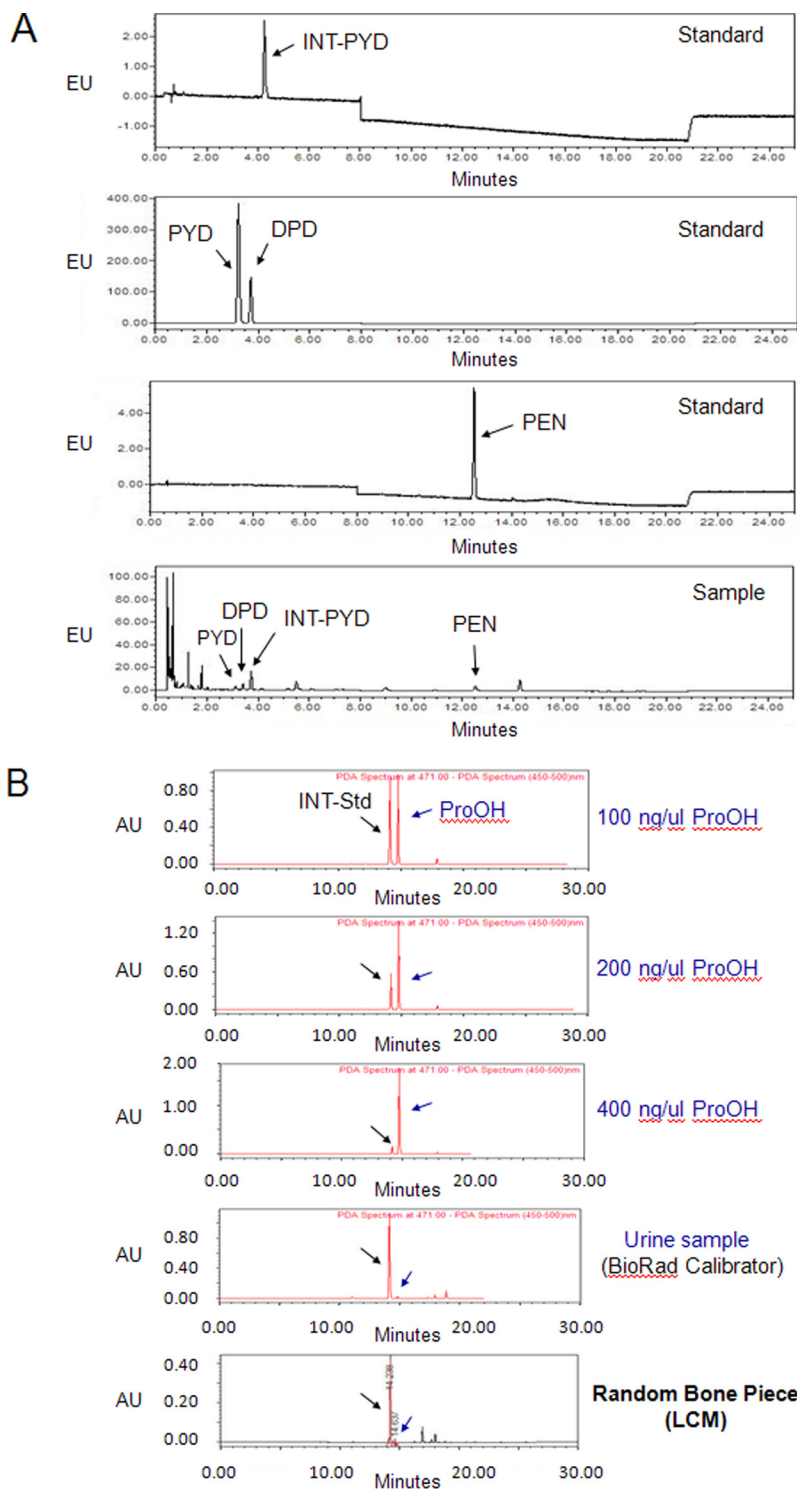 A
INT-PYD
Standard
EU
2.00
1.00
0.00
-1.00
0.00 2.00 4.00 6.00 8.00 10.00 12.00 14.00 16.00 18.00 20.00 22.00 24.00
Minutes
PYD
DPD
Standard
EU
400.00
300.00
200.00
100.00
0.00
0.00 2.00 4.00 6.00 8.00 10.00 12.00 14.00 16.00 18.00 20.00 22.00 24.00
Minutes
PEN
Standard
EU
4.00
2.00
0.00
0.00 2.00 4.00 6.00 8.00 10.00 12.00 14.00 16.00 18.00 20.00 22.00 24.00
Minutes
PYD
DPD
INT-PYD
PEN
Sample
EU
100.00
80.00
60.00
40.00
20.00
0.00
0.00 2.00 4.00 6.00 8.00 10.00 12.00 14.00 16.00 18.00 20.00 22.00 24.00
Minutes
B
PDA Spectrum at 471.00 - PDA Spectrum (450-500)nm
INT-Std
ProOH
100 ng/ul ProOH
AU
0.80
0.40
0.00
0.00 10.00 20.00 30.00
Minutes
PDA Spectrum at 471.00 - PDA Spectrum (450-500)nm
200 ng/ul ProOH
AU
1.20
0.60
0.00
0.00 10.00 20.00 30.00
Minutes
PDA Spectrum at 471.00 - PDA Spectrum (450-500)nm
400 ng/ul ProOH
AU
2.00
1.00
0.00
0.00 10.00 20.00 30.00
Minutes
PDA Spectrum at 471.00 - PDA Spectrum (450-500)nm
Urine sample
(BioRad Calibrator)
AU
0.80
0.40
0.00
0.00 10.00 20.00 30.00
Minutes
14.637
Random Bone Piece
(LCM)
AU
0.40
0.20
0.00
0.00 10.00 20.00 30.00
Minutes